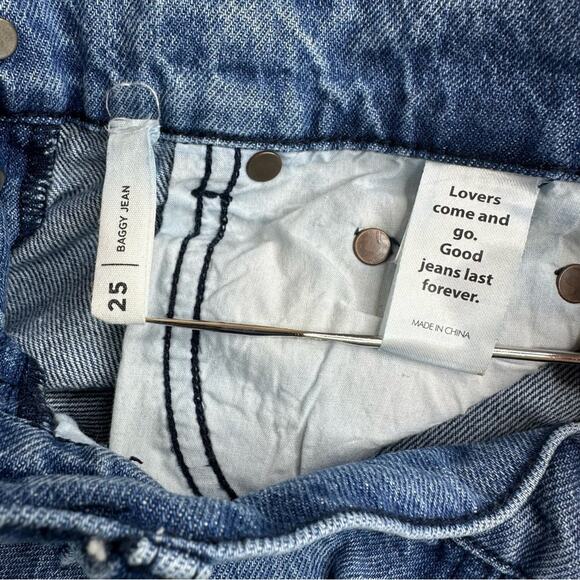 25 | BAGGY JEAN
Lovers
come and
go.
Good
jeans last
forever.
MADE IN CHINA